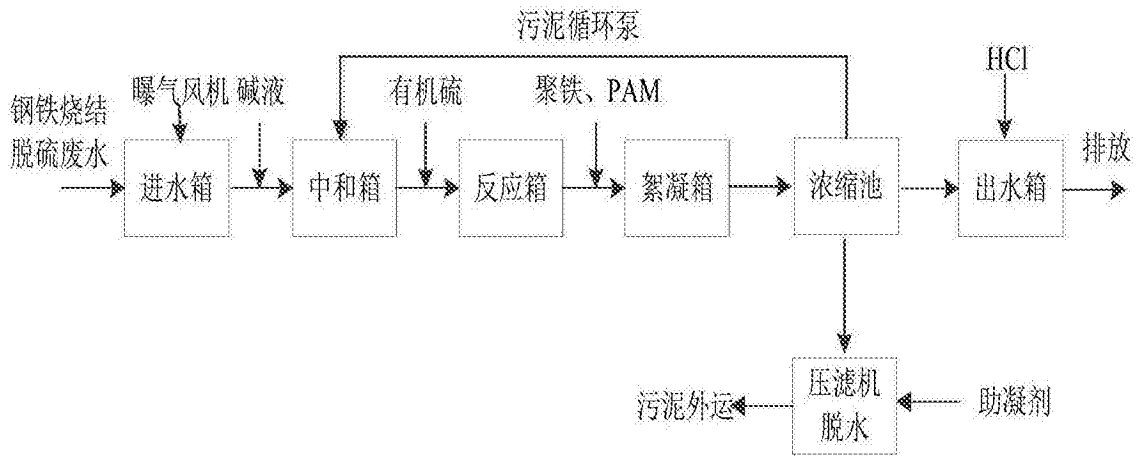 污泥循环泵
HCl
曝气风机 碱液
有机硫
聚铁、PAM
钢铁烧结
脱硫废水
排放
进水箱
中和箱
反应箱
絮凝箱
浓缩池
出水箱
压滤机
脱水
污泥外运
助凝剂